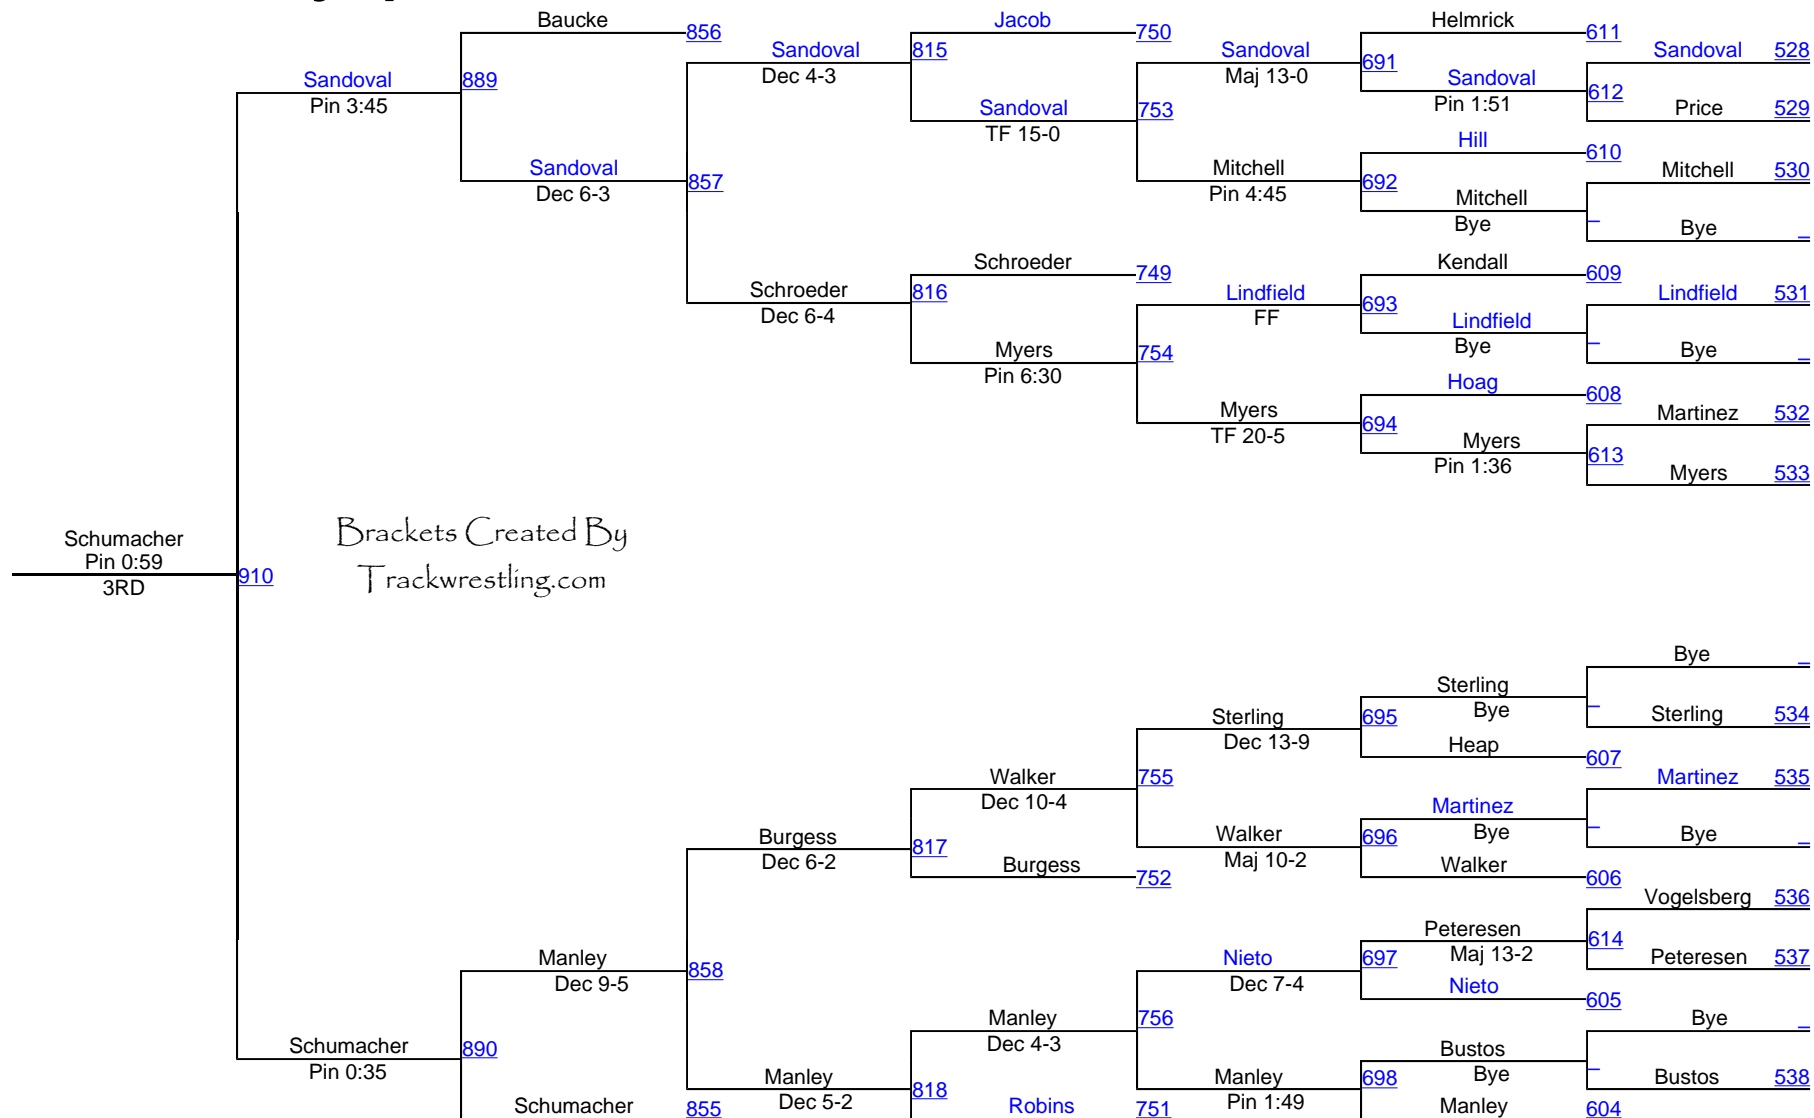 Baucke
856
Jacob
750
Helmrick
611
Sandoval
528
Sandoval
Dec 4-3
815
Sandoval
Maj 13-0
691
Sandoval
Pin 1:51
612
Sandoval
Pin 3:45
889
Sandoval
TF 15-0
753
Price
529
Hill
610
Mitchell
530
Sandoval
Dec 6-3
857
Mitchell
Pin 4:45
692
Mitchell
Bye
Bye
Schroeder
749
Kendall
609
Lindfield
531
Schroeder
Dec 6-4
816
Lindfield
FF
693
Lindfield
Bye
Bye
Myers
Pin 6:30
754
Hoag
608
Martinez
532
Myers
TF 20-5
694
Myers
Pin 1:36
613
Myers
533
Schumacher
Pin 0:59
3RD
910
Brackets Created By
Trackwrestling.com
Bye
Sterling
Bye
Sterling
534
Sterling
Dec 13-9
695
Heap
607
Walker
Dec 10-4
755
Martinez
535
Martinez
Bye
Bye
Burgess
Dec 6-2
817
Walker
Maj 10-2
696
Burgess
752
Walker
606
Vogelsberg
536
Peteresen
Maj 13-2
614
Peteresen
537
Manley
Dec 9-5
858
Nieto
Dec 7-4
697
Nieto
605
Manley
Dec 4-3
756
Bye
Schumacher
Pin 0:35
890
Bustos
Bye
Bustos
538
Manley
Dec 5-2
818
Manley
Pin 1:49
698
Schumacher
855
Robins
751
Manley
604